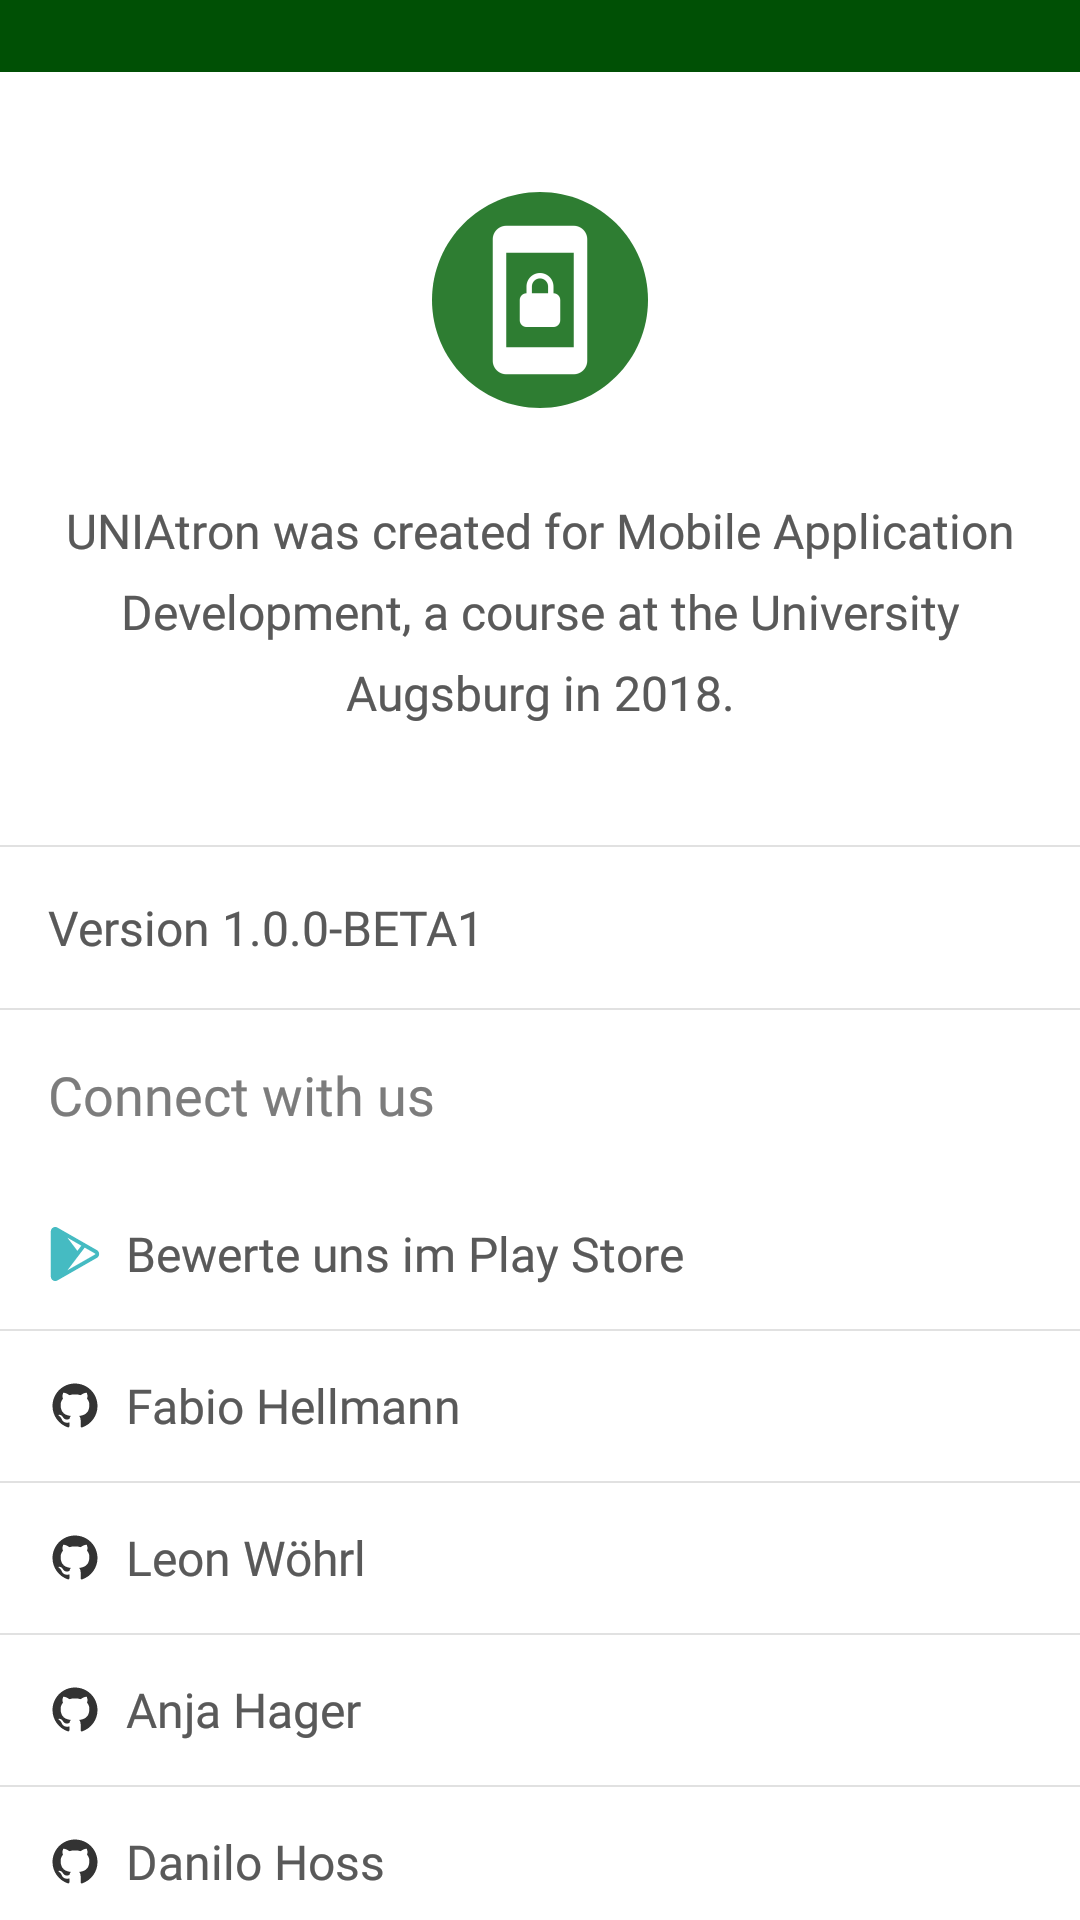 UNIAtron was created for Mobile Application
Development, a course at the University
Augsburg in 2018.
Version 1.0.0-BETA1
Connect with us
Bewerte uns im Play Store
Fabio Hellmann
Leon Wöhrl
Anja Hager
Danilo Hoss